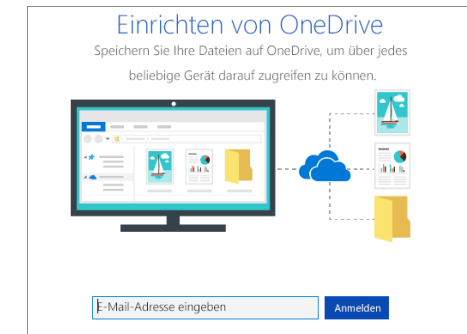 Einrichten von OneDrive
Speichern Sie Ihre Dateien auf OneDrive, um über jedes
beliebige Gerät darauf zugreifen zu können.
E-Mail-Adresse eingeben
Anmelden